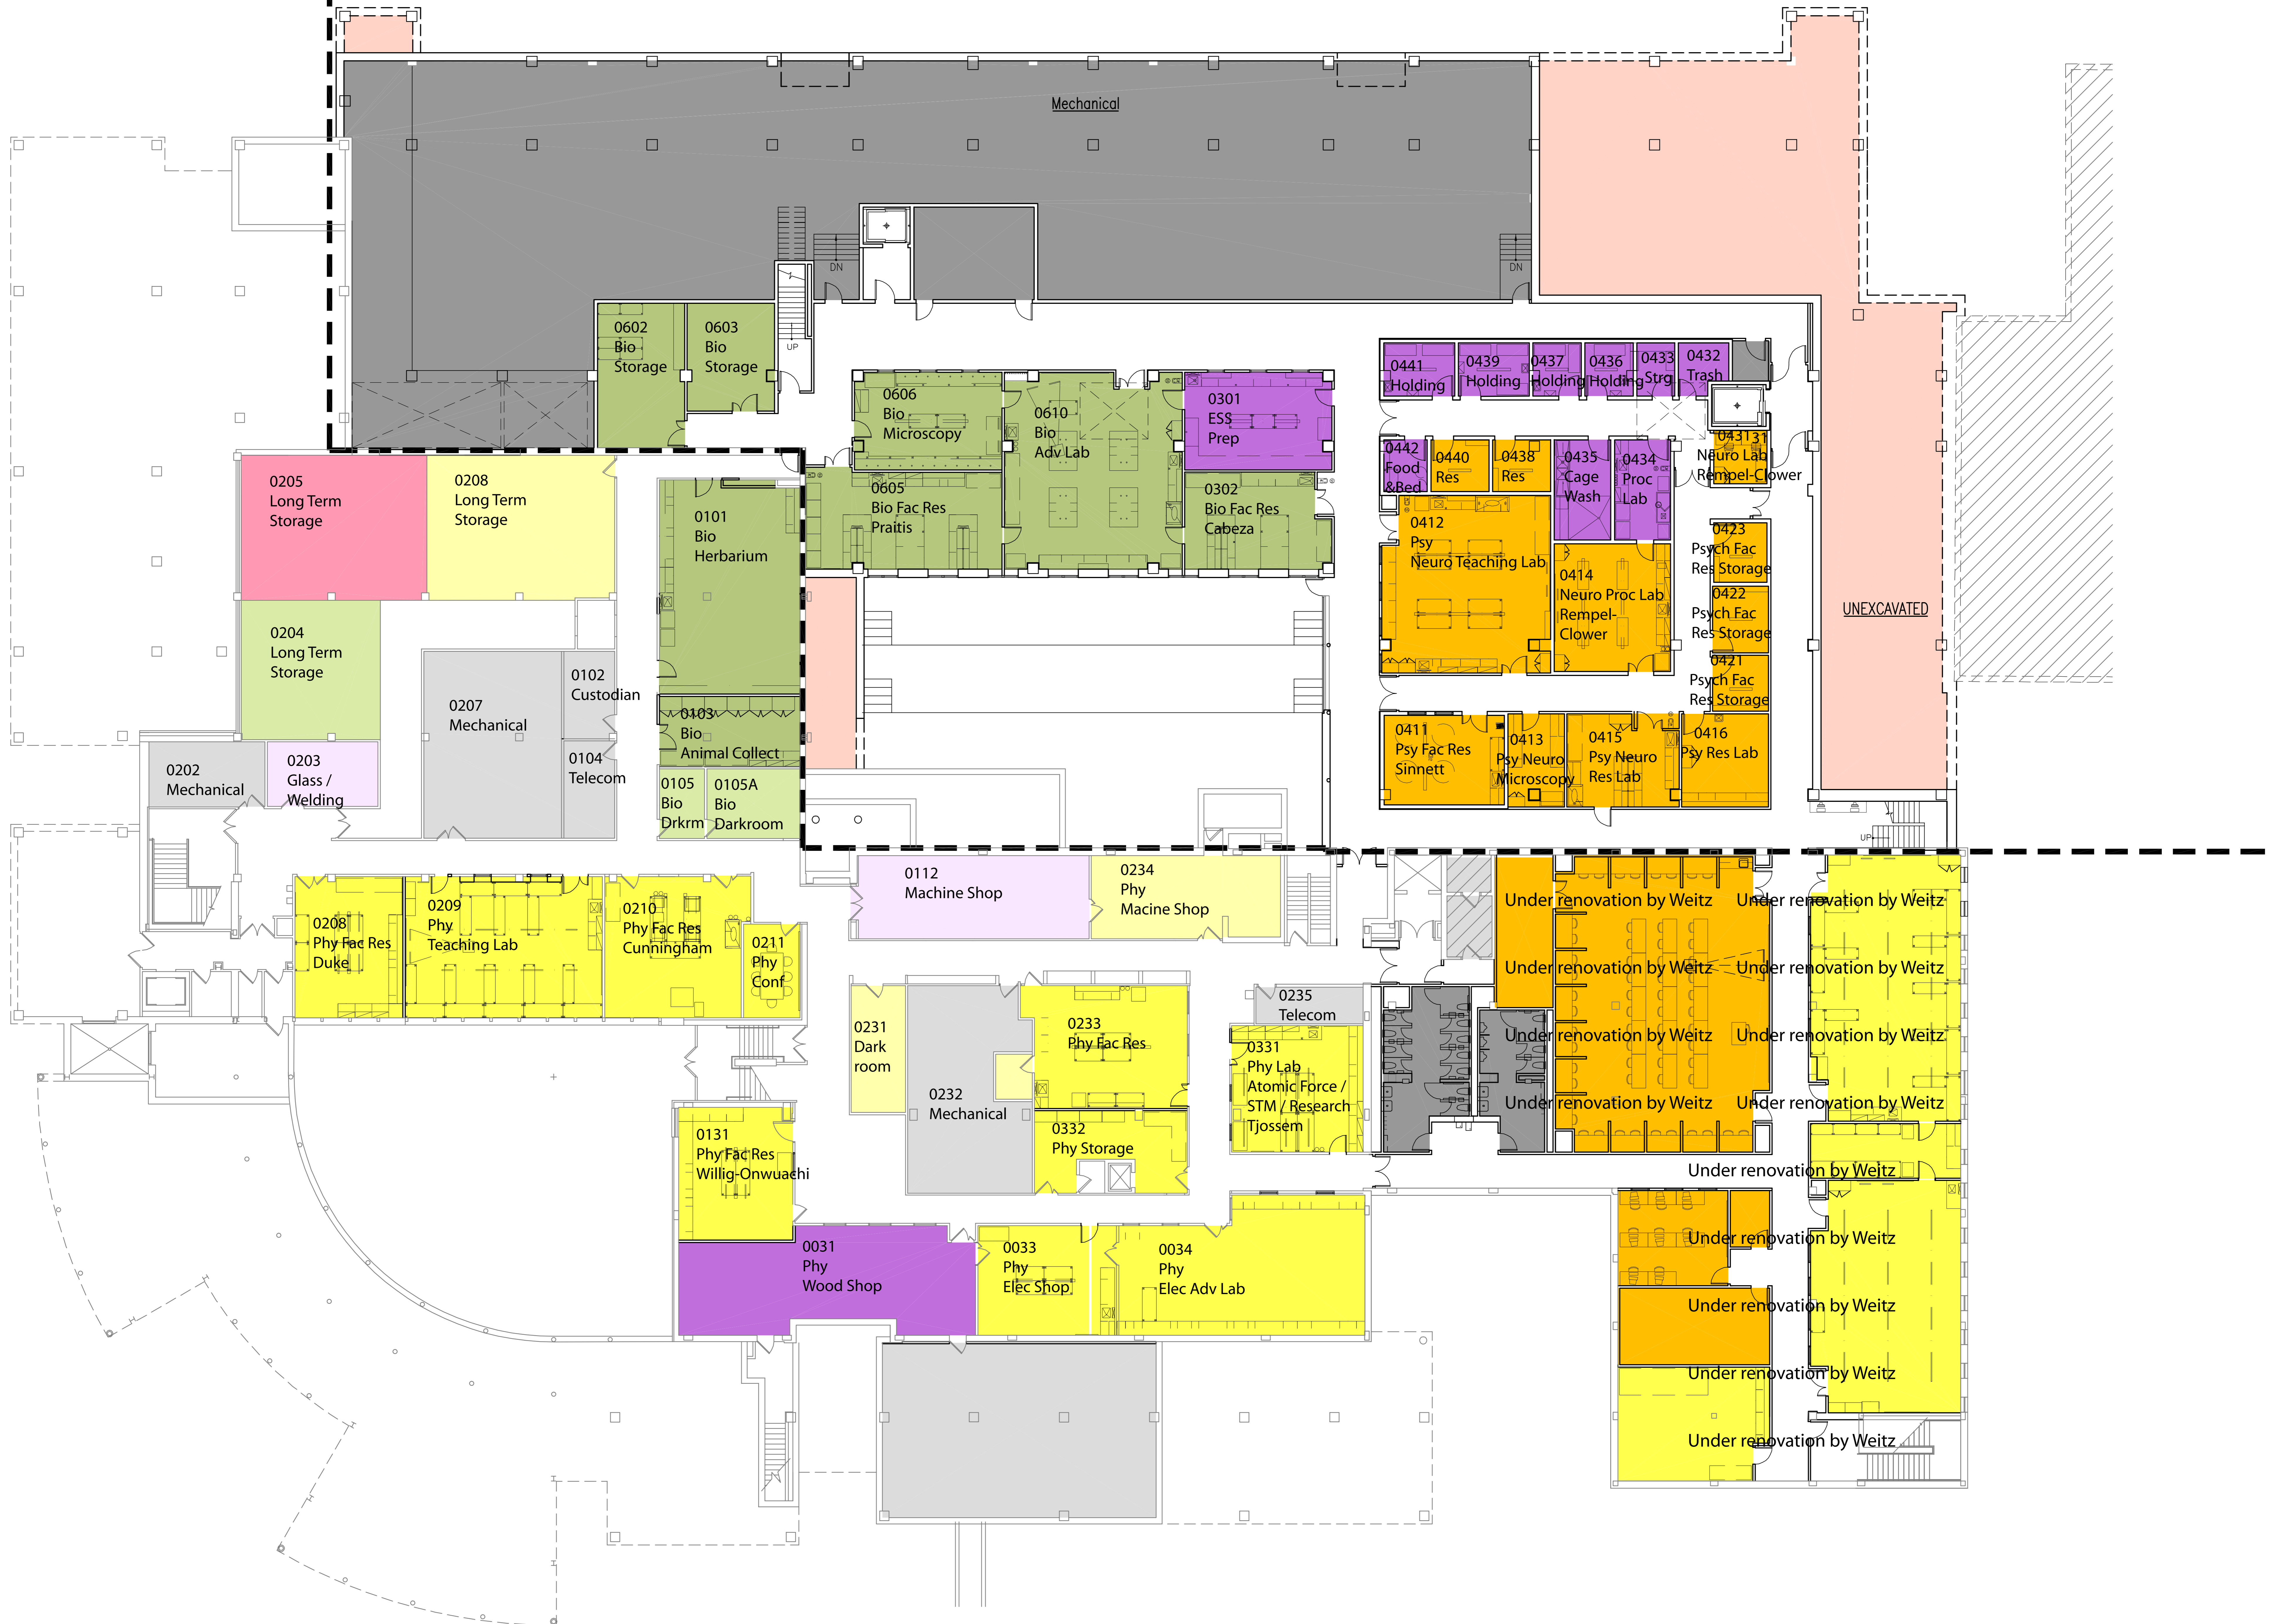 Mechanical
DN
DN
UP
0602
Bio
Storage
0603
Bio
Storage
0606
Bio
Microscopy
0610
Bio
Adv Lab
0301
ESS
Prep
0441
Holding
0439
Holding
0437
Holding
0436
Holding
0433
Strg
0432
Trash
0442
Food
&Bed
0440
Res
0438
Res
0435
Cage
Wash
0434
Proc
Lab
0431
31
Neuro Lab
Rempel-Clower
0205
Long Term
Storage
0208
Long Term
Storage
0101
Bio
Herbarium
0605
Bio Fac Res
Praitis
0302
Bio Fac Res
Cabeza
0412
Psy
Neuro Teaching Lab
0414
Neuro Proc Lab
Rempel-
Clower
0423
Psych Fac
Res Storage
0422
Psych Fac
Res Storage
0421
Psych Fac
Res Storage
UNEXCAVATED
0204
Long Term
Storage
0207
Mechanical
0102
Custodian
0104
Telecom
0103
Bio
Animal Collect
0105
Bio
Drkrm
0105A
Bio
Darkroom
0202
Mechanical
0203
Glass /
Welding
0411
Psy Fac Res
Sinnett
0413
Psy Neuro
Microscopy
0415
Psy Neuro
Res Lab
0416
Psy Res Lab
UP
0112
Machine Shop
0234
Phy
Macine Shop
0208
Phy Fac Res
Duke
0209
Phy
Teaching Lab
0210
Phy Fac Res
Cunningham
0211
Phy
Conf
Under renovation by Weitz
Under renovation by Weitz
Under renovation by Weitz
Under renovation by Weitz
Under renovation by Weitz
Under renovation by Weitz
Under renovation by Weitz
Under renovation by Weitz
0231
Dark
room
0232
Mechanical
0233
Phy Fac Res
0235
Telecom
0331
Phy Lab
Atomic Force /
STM / Research
Tjossem
0332
Phy Storage
0131
Phy Fac Res
Willig-Onwuachi
0031
Phy
Wood Shop
0033
Phy
Elec Shop
0034
Phy
Elec Adv Lab
Under renovation by Weitz
Under renovation by Weitz
Under renovation by Weitz
Under renovation by Weitz
Under renovation by Weitz